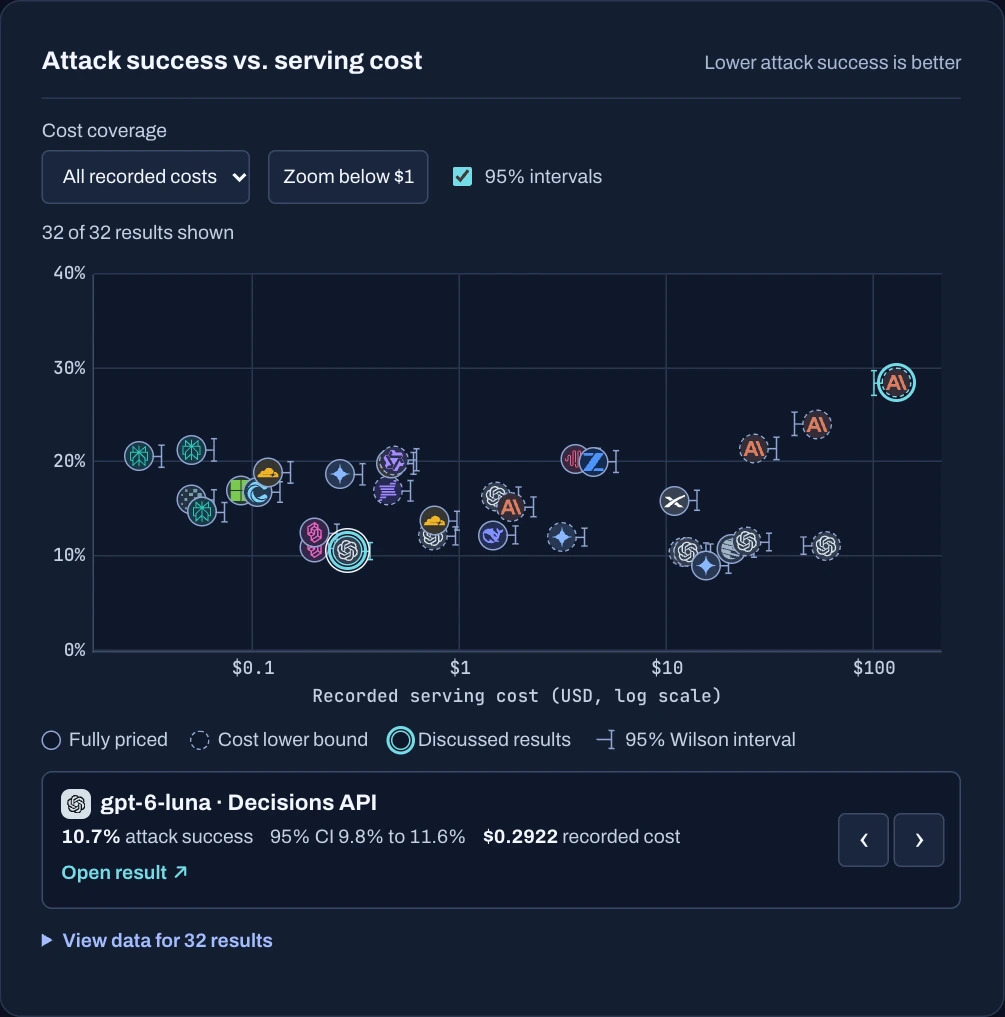 Attack success vs. serving cost
Lower attack success is better
Cost coverage
All recorded costs
Zoom below $1
95% intervals
32 of 32 results shown
40%
30%
20%
10%
0%
$0.1 $1 $10 $100
Recorded serving cost (USD, log scale)
Fully priced Cost lower bound Discussed results 95% Wilson interval
gpt-6-luna · Decisions API
10.7% attack success 95% CI 9.8% to 11.6% $0.2922 recorded cost
Open result ↗
View data for 32 results